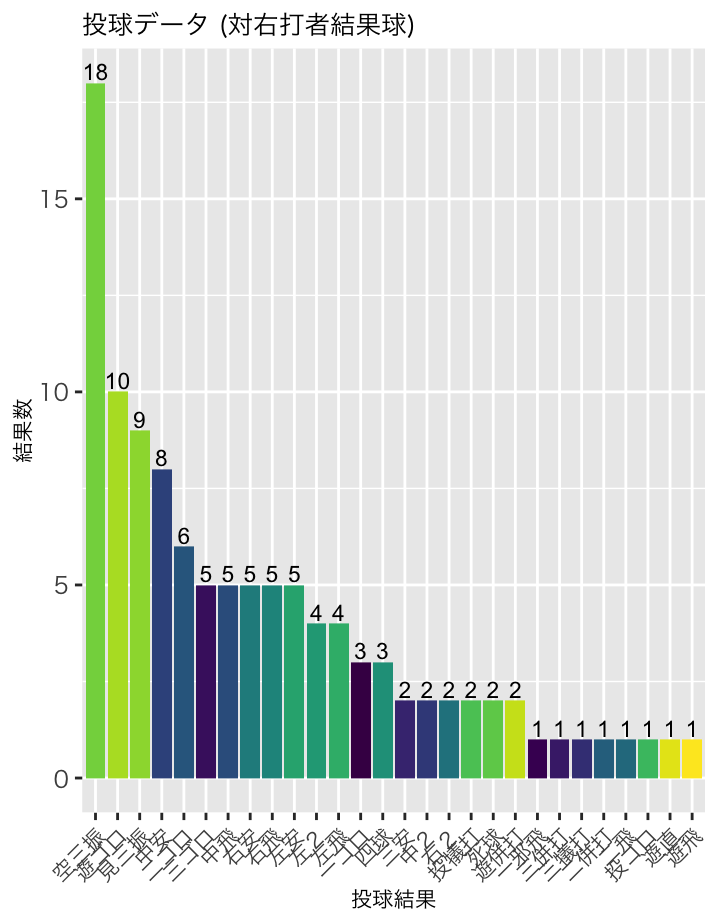 投球データ (対右打者結果球)
結果数
15
10
5
0
18
10
9
8
6
5
5
5
5
5
4
4
3
3
2
2
2
2
2
2
1
1
1
1
1
1
1
1
空三振
遊ゴロ
見三振
中安
二ゴロ
三ゴロ
中飛
右安
右飛
左安
左2
左飛
一ゴロ
四球
三安
中2
右2
投犠打
死球
遊併打
一邪飛
三併打
三犠打
二併打
二飛
投ゴロ
遊直
遊飛
投球結果